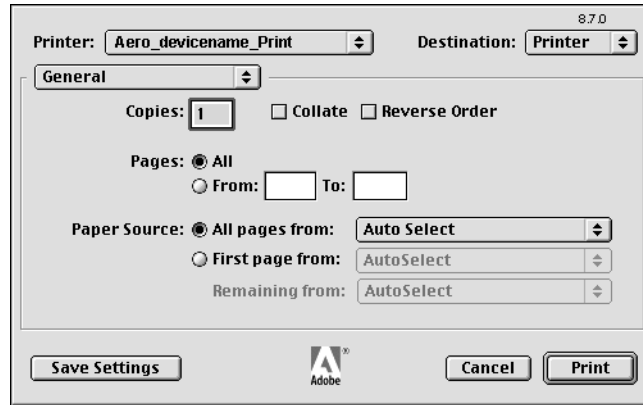 8.7.0
Printer: Aero_devicename_Print Destination: Printer
General
Copies: 1 Collate Reverse Order
Pages: All
From: To:
Paper Source: All pages from: Auto Select
First page from: AutoSelect
Remaining from: AutoSelect
Save Settings Adobe® Cancel Print